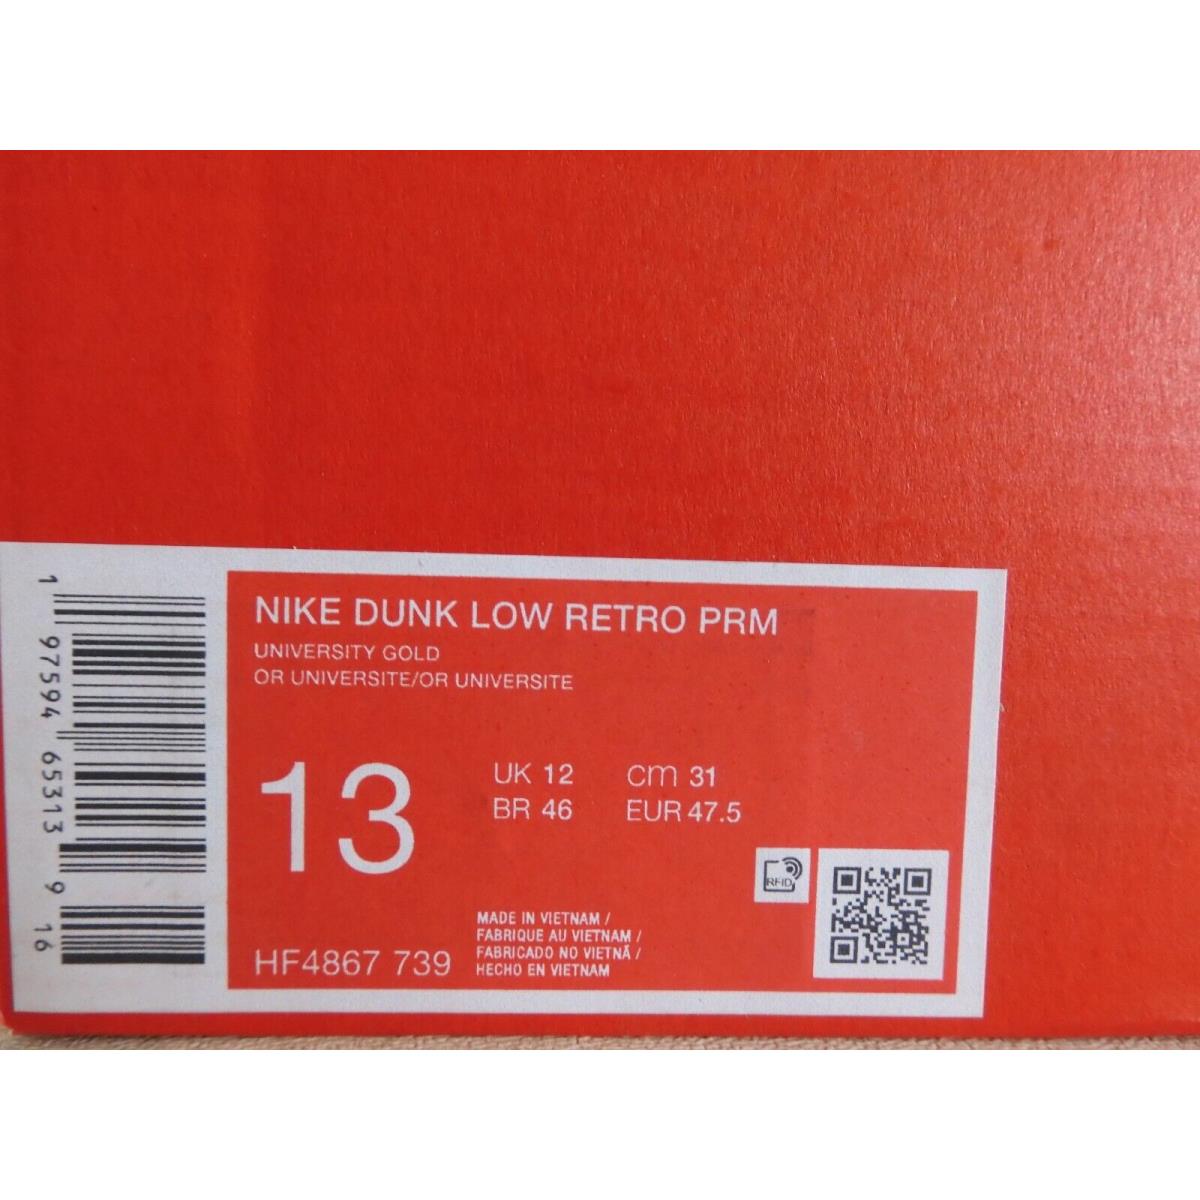 NIKE DUNK LOW RETRO PRM
UNIVERSITY GOLD
OR UNIVERSITE/OR UNIVERSITE
13
UK 12
cm 31
BR 46
EUR 47.5
RFID
MADE IN VIETNAM /
FABRIQUE AU VIETNAM /
FABRICADO NO VIETNÃ /
HECHO EN VIETNAM
HF4867 739
1 97594 65313 9 16